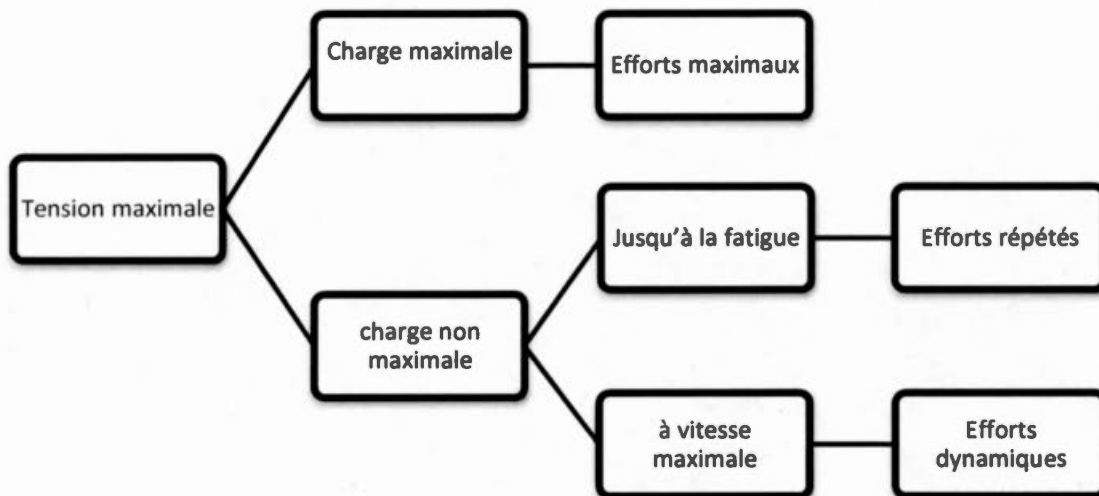 Charge maximale
Efforts maximaux
Tension maximale
Jusqu'à la fatigue
Efforts répétés
charge non
maximale
à vitesse
maximale
Efforts
dynamiques